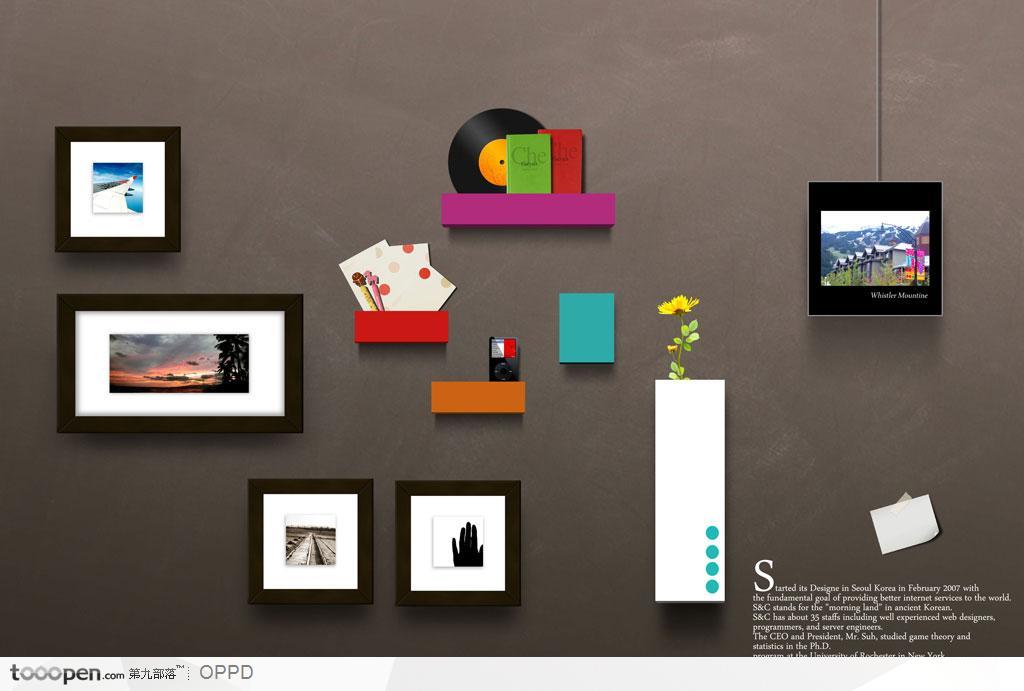 Che
Che
Whistler Mountine
Started its Designe in Seoul Korea in February 2007 with
the fundamental goal of providing better internet services to the world.
S&C stands for the "morning land" in ancient Korean.
S&C has about 35 staffs including well experienced web designers,
programmers, and server engineers.
The CEO and President, Mr. Suh, studied game theory and
statistics in the Ph.D.
program at the University of Rochester in New York
tooopen.com 第九部落™ OPPD